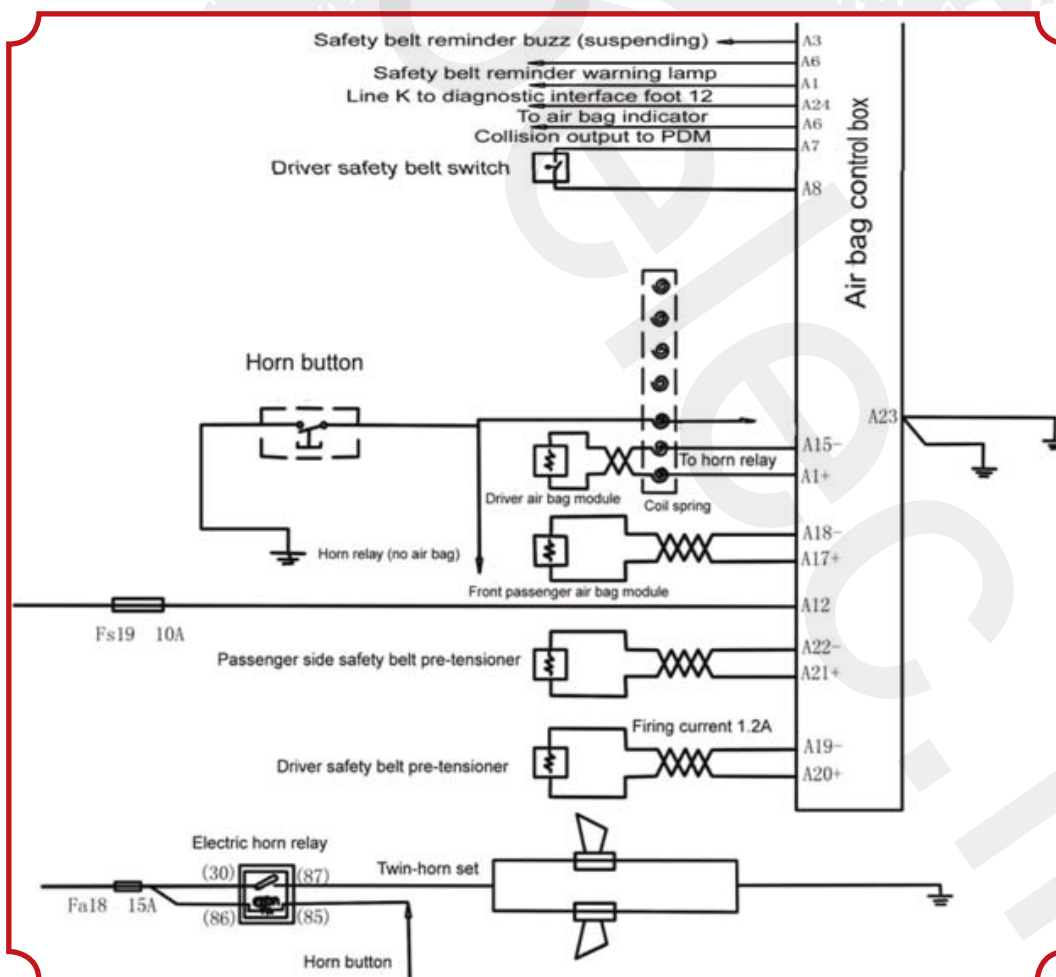 Safety belt reminder buzz (suspending)
A3
A6
Safety belt reminder warning lamp
A1
Line K to diagnostic interface foot 12
A24
To air bag indicator
A6
Collision output to PDM
A7
Driver safety belt switch
A8
Air bag control box
Horn button
A23
A15-
To horn relay
A1+
Driver air bag module
Coil spring
A18-
Horn relay (no air bag)
A17+
Front passenger air bag module
A12
Fs19 10A
A22-
Passenger side safety belt pre-tensioner
A21+
Firing current 1.2A
A19-
Driver safety belt pre-tensioner
A20+
Electric horn relay
(30)
(87)
Twin-horn set
Fa18 15A
(86)
(85)
Horn button